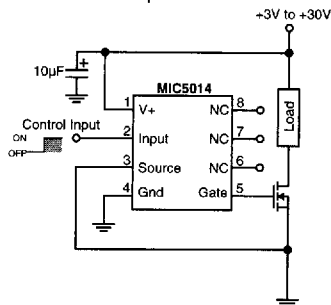 +3V to +30V
10µF +
MIC5014
1 V+ NC 8
Control Input
ON
OFF
2 Input NC 7
3 Source NC 6
4 Gnd Gate 5
Load